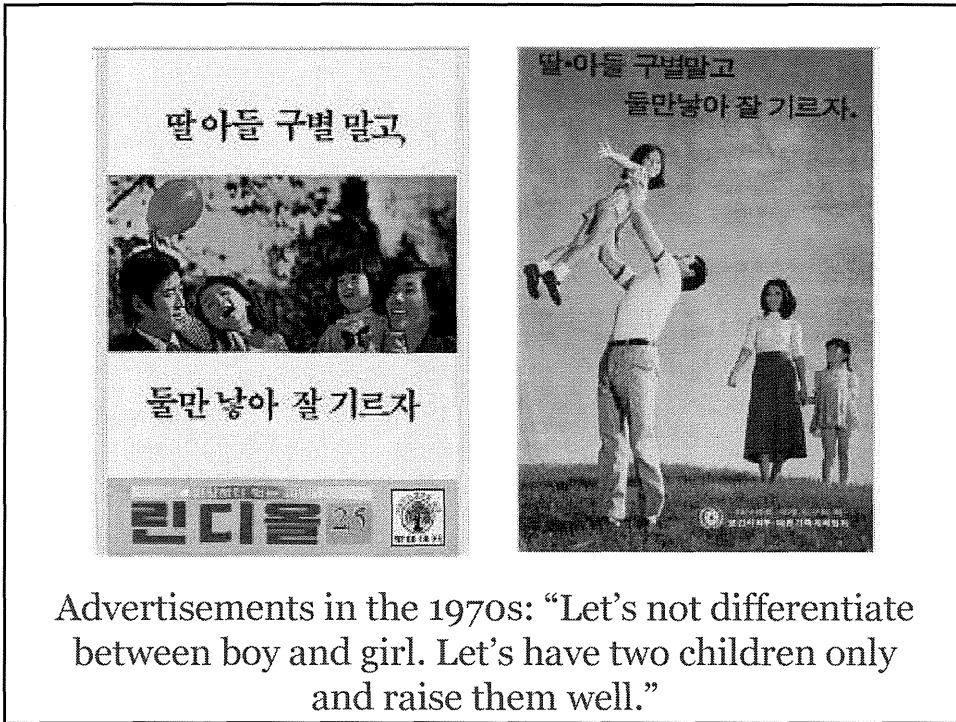 딸 아들 구별 말고,
둘만 낳아 잘 기르자
린디올 25
딸·아들 구별말고
둘만낳아 잘 기르자.
Advertisements in the 1970s: “Let’s not differentiate
between boy and girl. Let’s have two children only
and raise them well.”